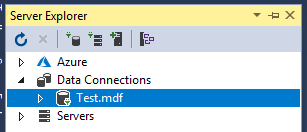 Server Explorer
Azure
Data Connections
Test.mdf
Servers